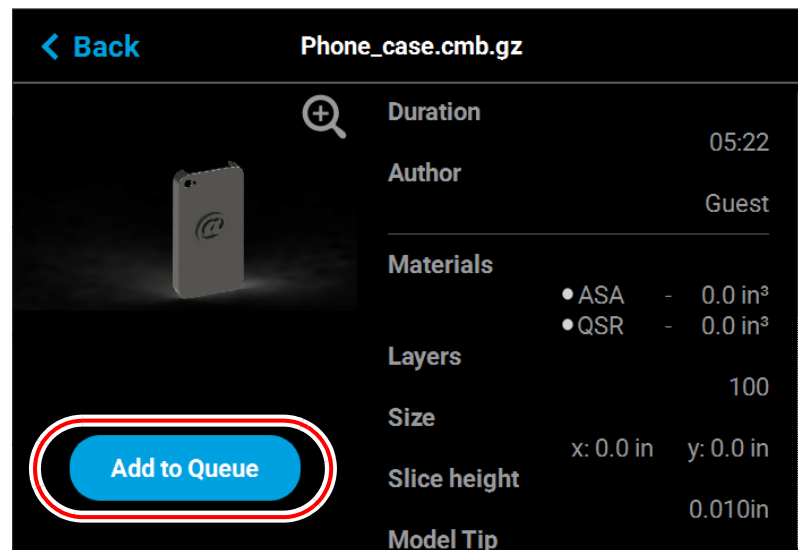 Back
Phone_case.cmb.gz
Duration
05:22
Author
Guest
Materials
ASA - 0.0 in³
QSR - 0.0 in³
Layers
100
Size
x: 0.0 in y: 0.0 in
Slice height
0.010in
Model Tip
@
Add to Queue